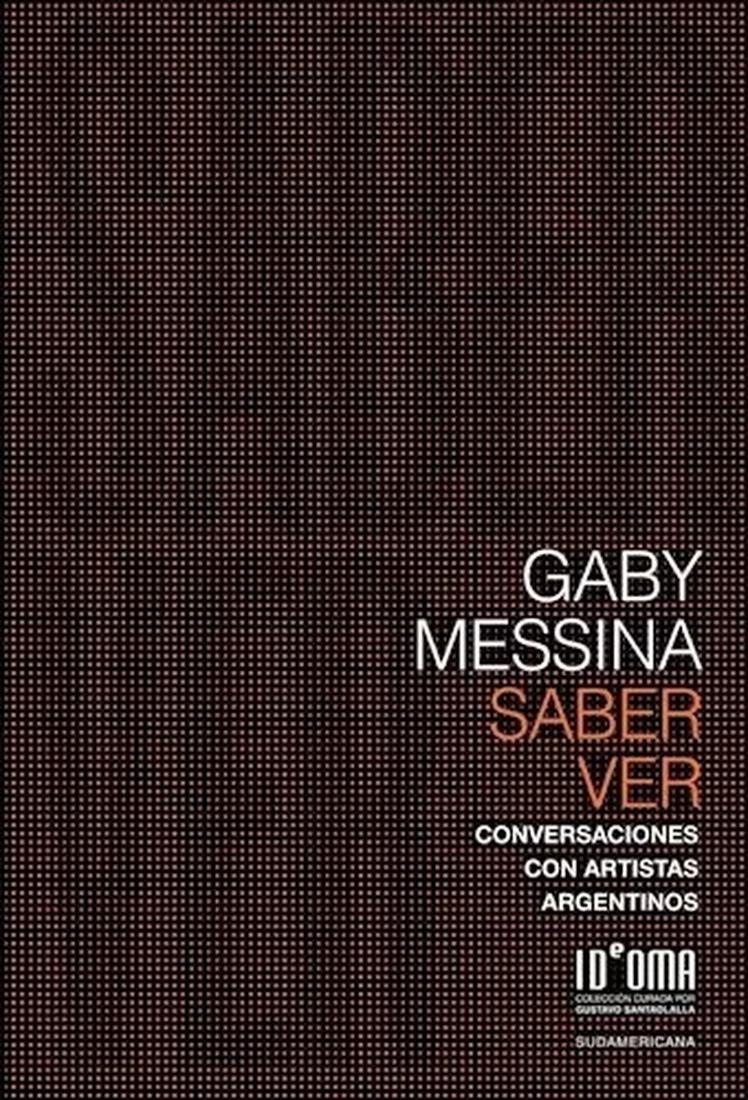 GABY
MESSINA
SABER
VER
CONVERSACIONES
CON ARTISTAS
ARGENTINOS
IDeOMA
COLECCIÓN CURADA POR
GUSTAVO SANTAOLALLA
SUDAMERICANA